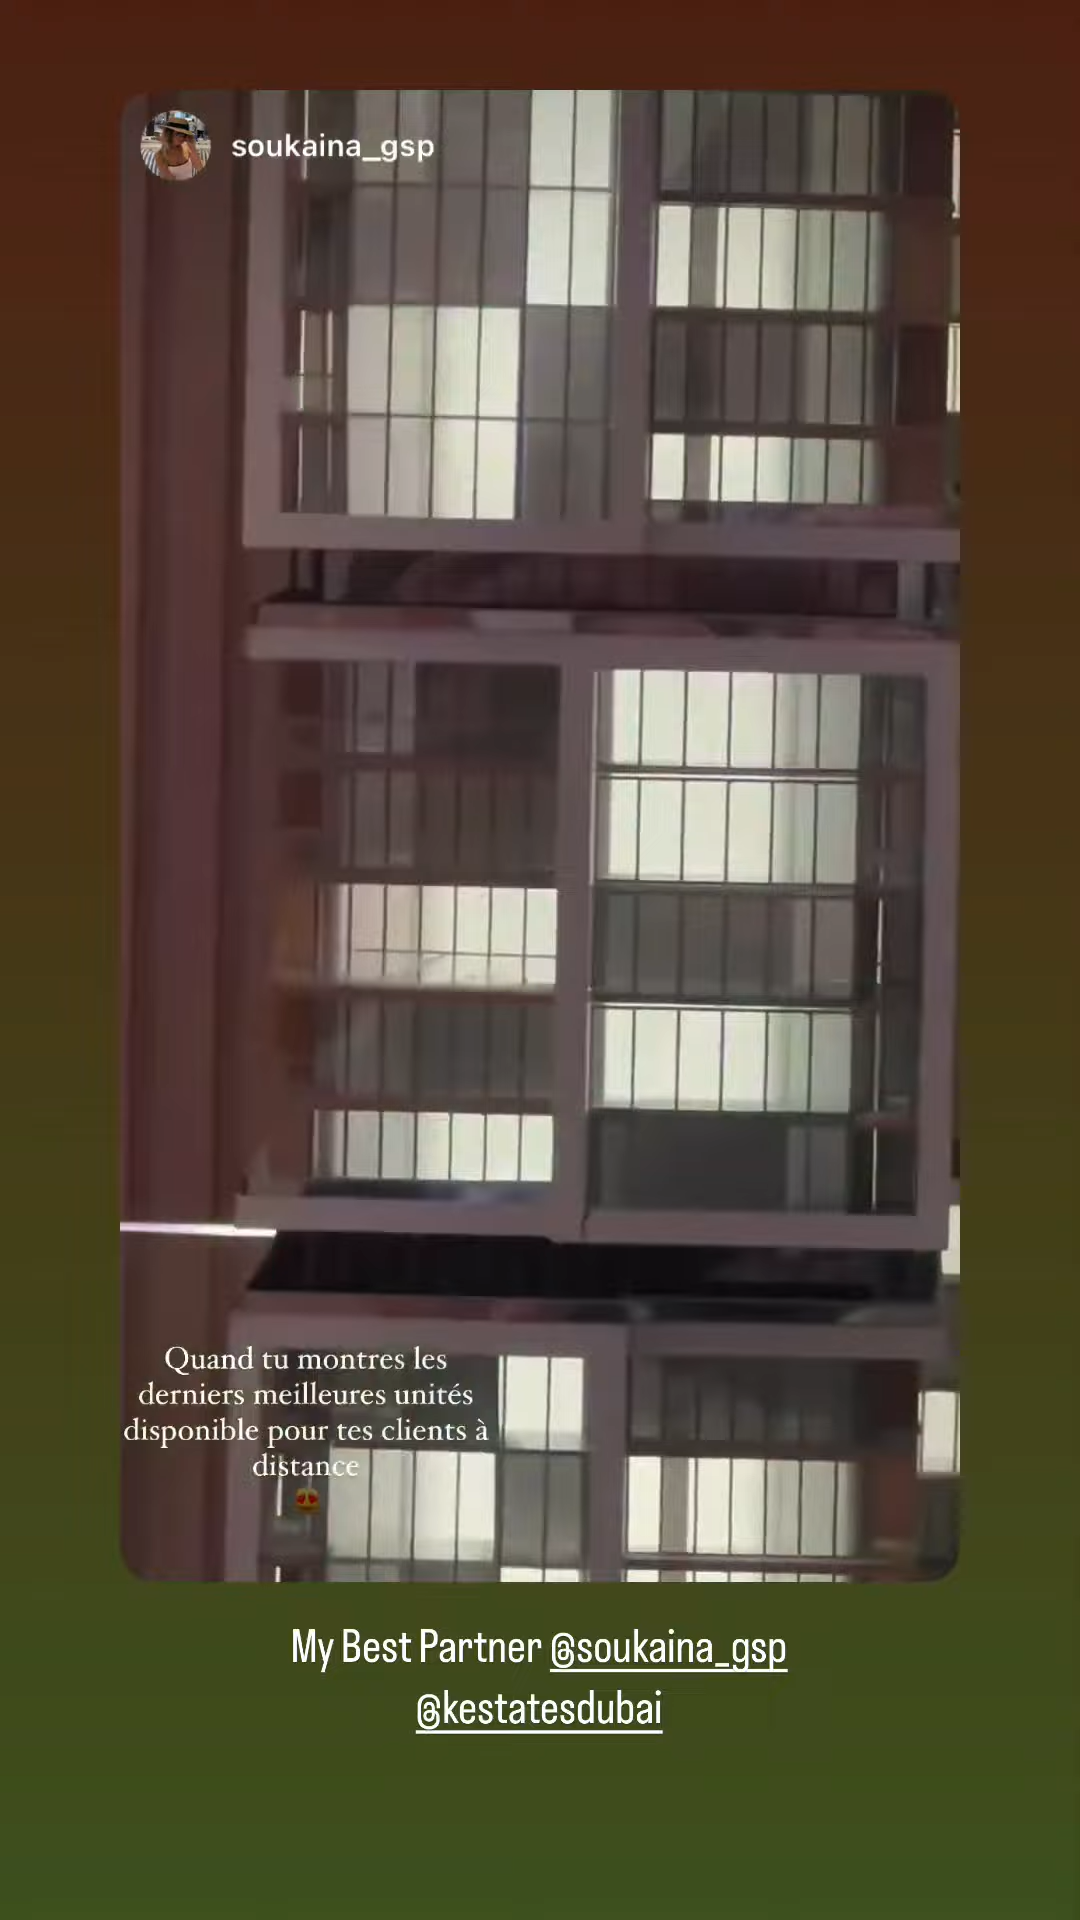 soukaina_gsp
Quand tu montres les
derniers meilleures unités
disponible pour tes clients à
distance
😍
My Best Partner @soukaina_gsp
@kestatesdubai